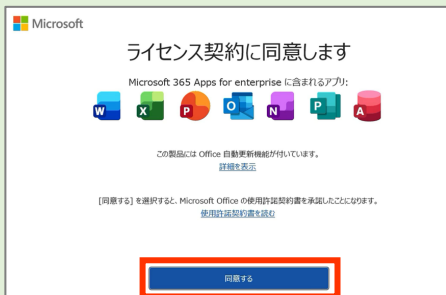 Microsoft
ライセンス契約に同意します
Microsoft 365 Apps for enterprise に含まれるアプリ:
W X P O N P A
この製品には Office 自動更新機能が付いています。
詳細を表示
[同意する] を選択すると、Microsoft Office の使用許諾契約書を承諾したことになります。
使用許諾契約書を読む
同意する